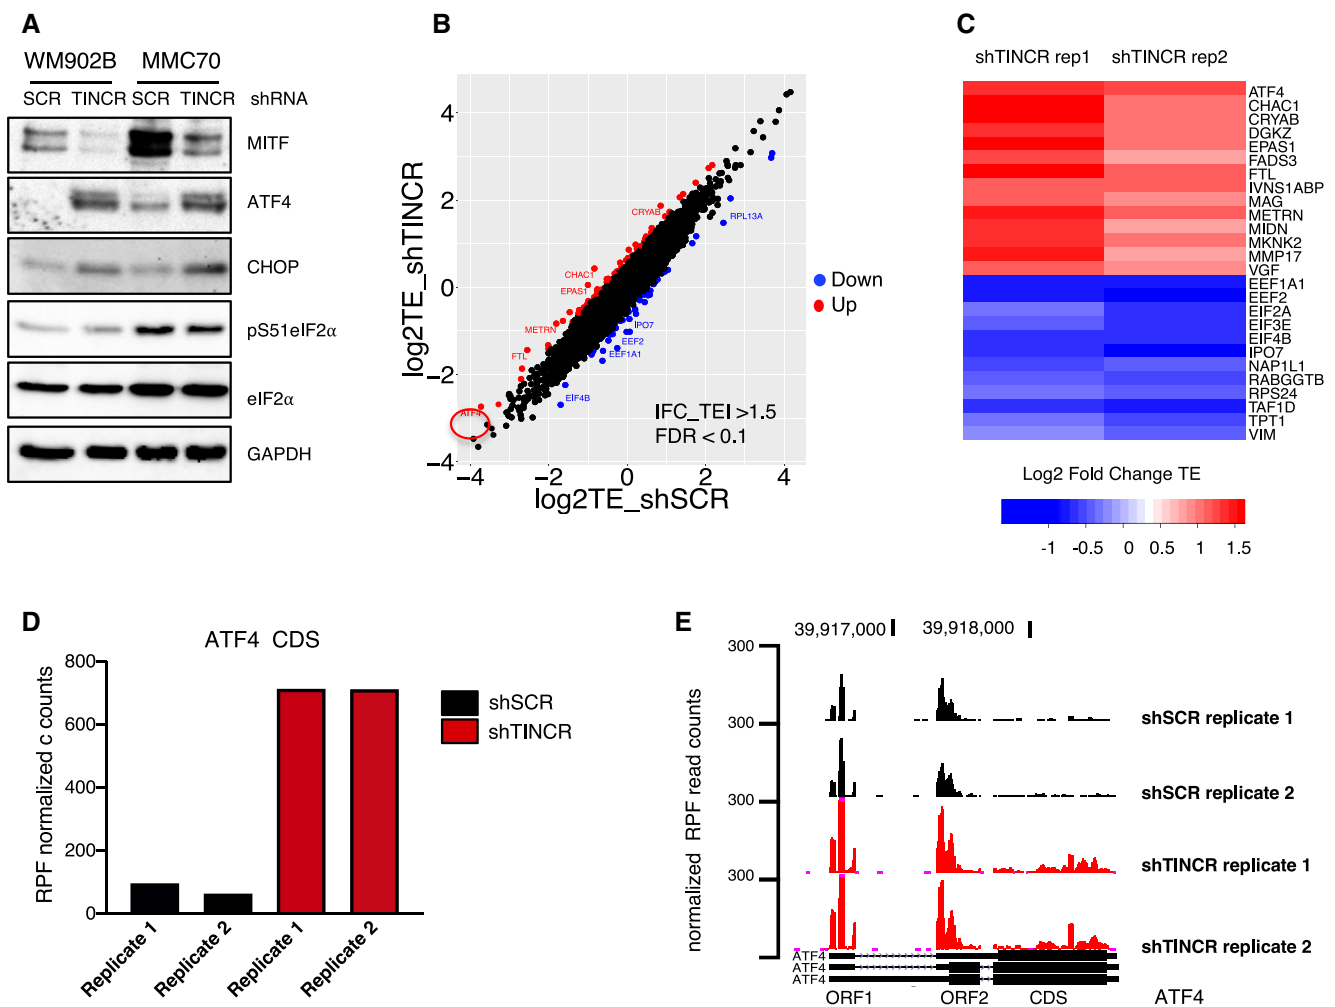 A
WM902B MMC70
SCR TINCR SCR TINCR shRNA
MITF
ATF4
CHOP
pS51eIF2α
eIF2α
GAPDH
B
log2TE_shTINCR
4
2
0
−2
−4
−4 −2 0 2 4
log2TE_shSCR
CRYAB
RPL13A
CHAC1
EPAS1
METRN
IPO7
EEF2
FTL
EEF1A1
EIF4B
ATF4
IFC_TEI >1.5
FDR < 0.1
Down
Up
C
shTINCR rep1 shTINCR rep2
ATF4
CHAC1
CRYAB
DGKZ
EPAS1
FADS3
FTL
IVNS1ABP
MAG
METRN
MIDN
MKNK2
MMP17
VGF
EEF1A1
EEF2
EIF2A
EIF3E
EIF4B
IPO7
NAP1L1
RABGGTB
RPS24
TAF1D
TPT1
VIM
Log2 Fold Change TE
-1 -0.5 0 0.5 1 1.5
D
ATF4 CDS
RPF normalized c counts
800
600
400
200
0
Replicate 1
Replicate 2
Replicate 1
Replicate 2
shSCR
shTINCR
E
39,917,000 39,918,000
normalized RPF read counts
300
300
300
300
shSCR replicate 1
shSCR replicate 2
shTINCR replicate 1
shTINCR replicate 2
ATF4
ATF4
ATF4
ORF1 ORF2 CDS ATF4